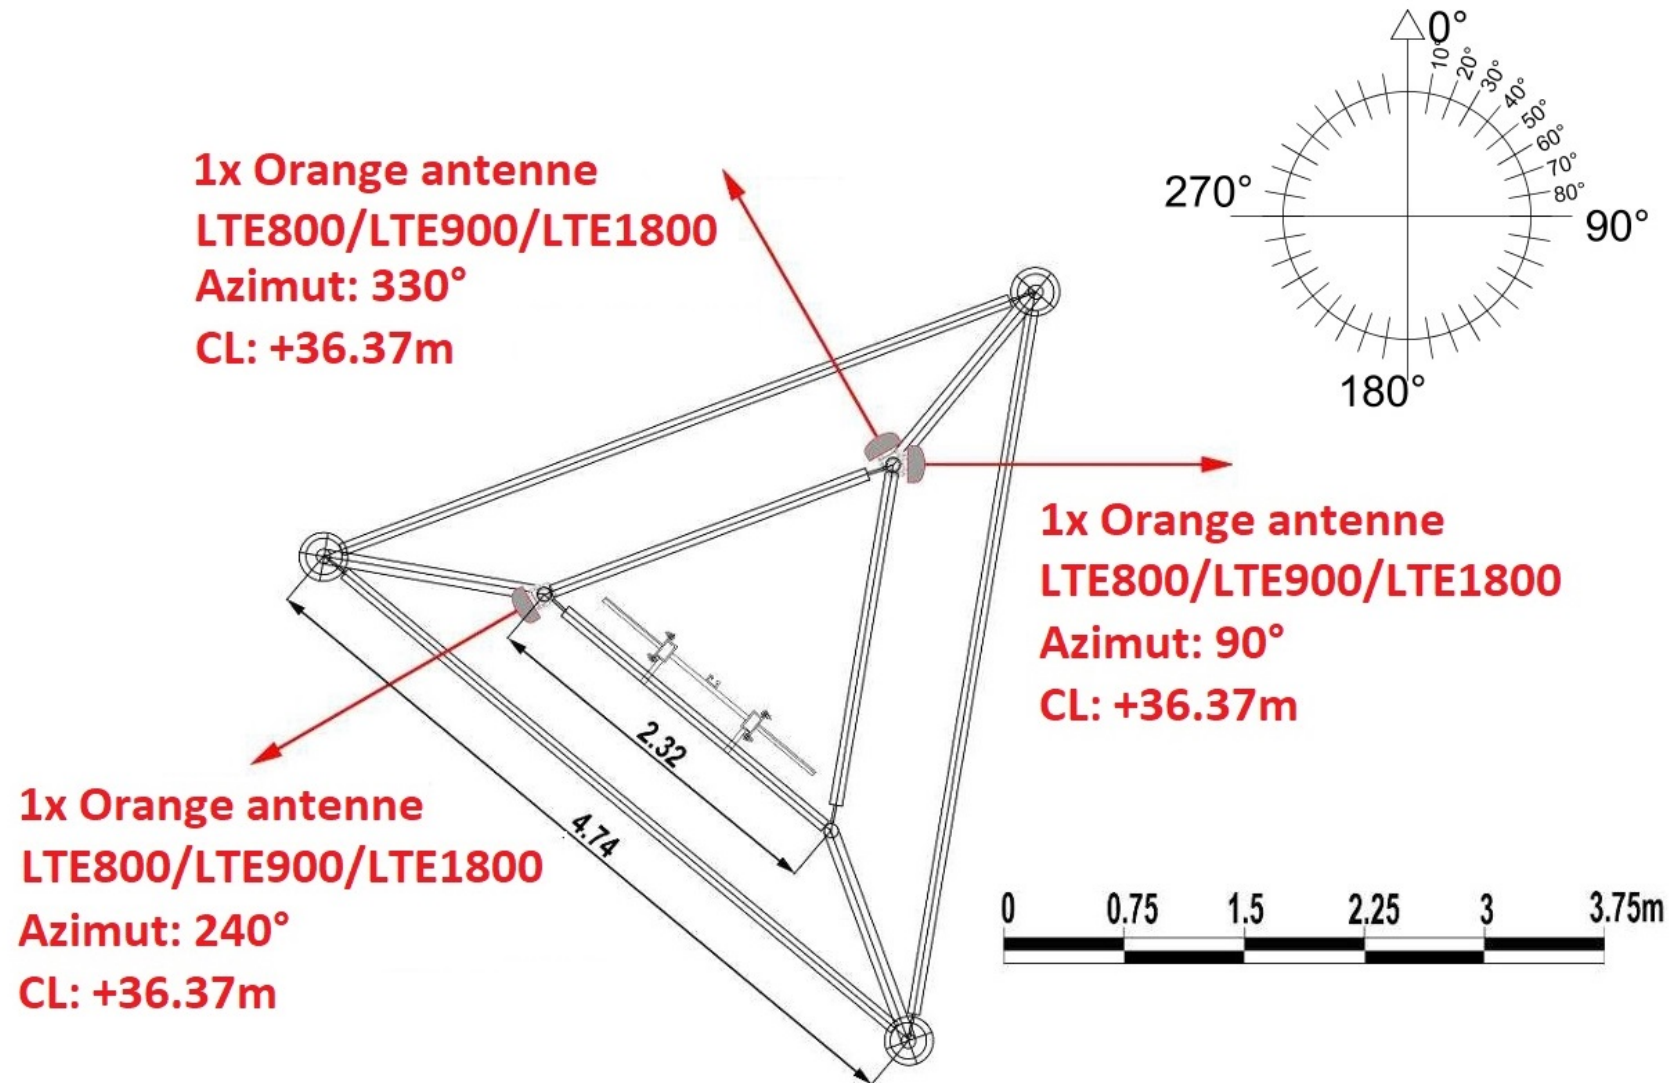 0°
10°
20°
30°
40°
50°
60°
70°
80°
90°
180°
270°
1x Orange antenne
LTE800/LTE900/LTE1800
Azimut: 330°
CL: +36.37m
1x Orange antenne
LTE800/LTE900/LTE1800
Azimut: 90°
CL: +36.37m
2.32
4.74
1x Orange antenne
LTE800/LTE900/LTE1800
Azimut: 240°
CL: +36.37m
0 0.75 1.5 2.25 3 3.75m